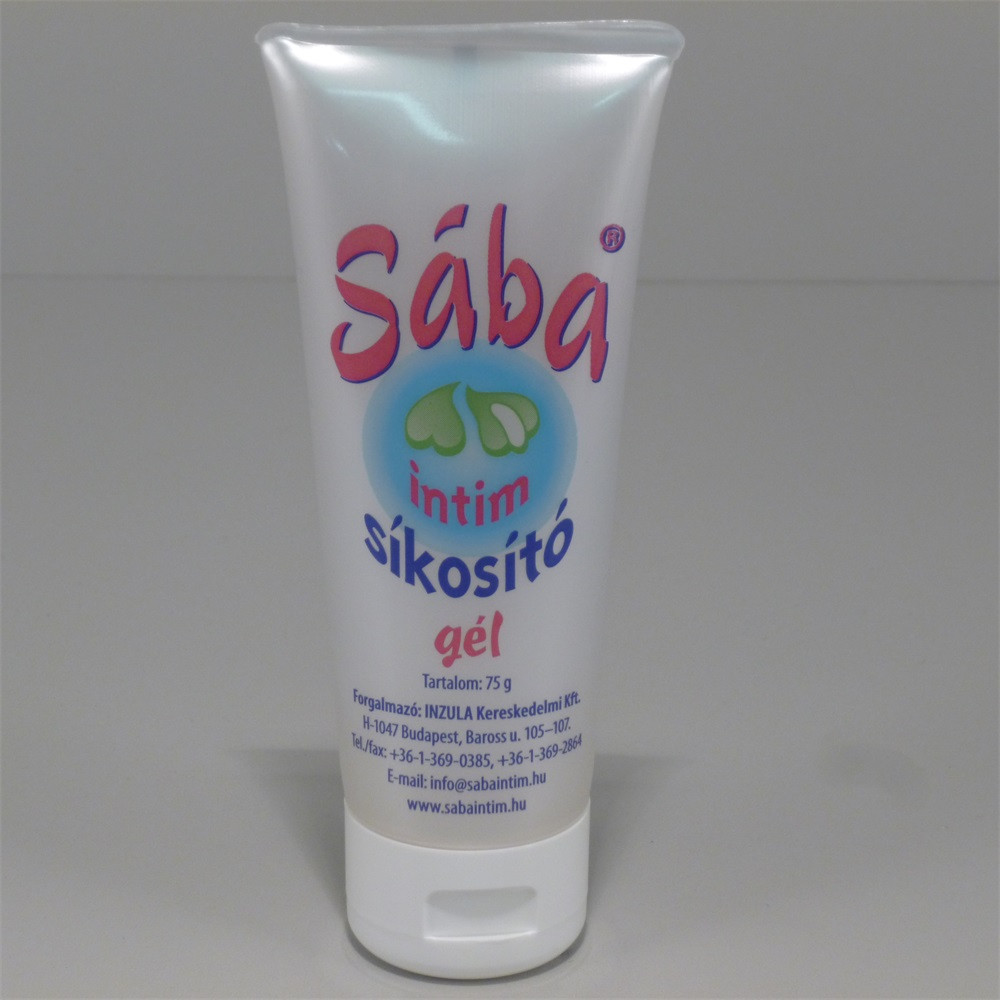 Sába®
intim
síkosító
gél
Tartalom: 75 g
Forgalmazó: INZULA Kereskedelmi Kft.
H-1047 Budapest, Baross u. 105–107.
Tel./fax: +36-1-369-0385, +36-1-369-2864
E-mail: info@sabaintim.hu
www.sabaintim.hu